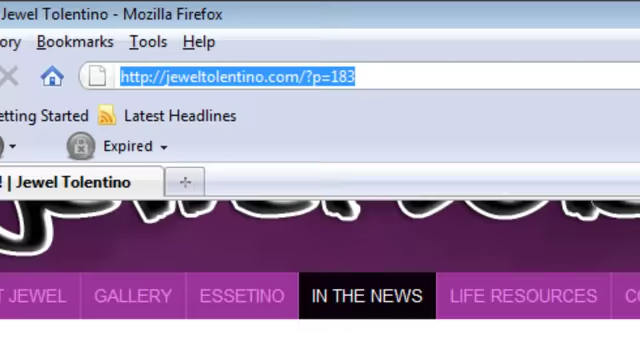 Jewel Tolentino - Mozilla Firefox
ory Bookmarks Tools Help
http://jeweltolentino.com/?p=183
etting Started Latest Headlines
Expired
! | Jewel Tolentino
T JEWEL GALLERY ESSETINO IN THE NEWS LIFE RESOURCES CO